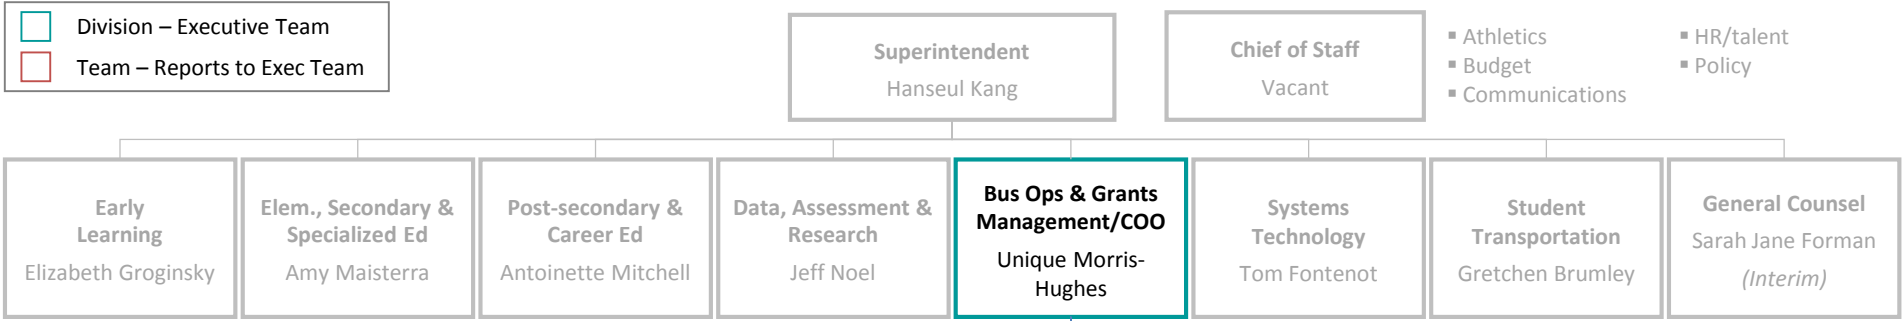 Division – Executive Team
Team – Reports to Exec Team
Superintendent
Hanseul Kang
Chief of Staff
Vacant
▪ Athletics
▪ Budget
▪ Communications
▪ HR/talent
▪ Policy
Early
Learning
Elizabeth Groginsky
Elem., Secondary &
Specialized Ed
Amy Maisterra
Post-secondary &
Career Ed
Antoinette Mitchell
Data, Assessment &
Research
Jeff Noel
Bus Ops & Grants
Management/COO
Unique Morris-
Hughes
Systems
Technology
Tom Fontenot
Student
Transportation
Gretchen Brumley
General Counsel
Sarah Jane Forman
(Interim)